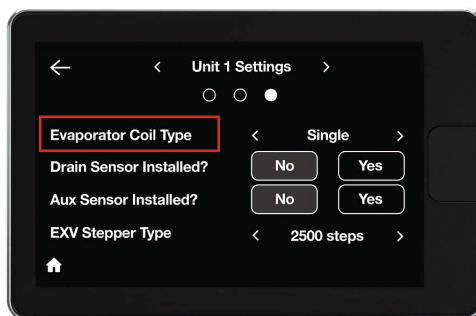 Unit 1 Settings
Evaporator Coil Type Single
Drain Sensor Installed? No Yes
Aux Sensor Installed? No Yes
EXV Stepper Type 2500 steps